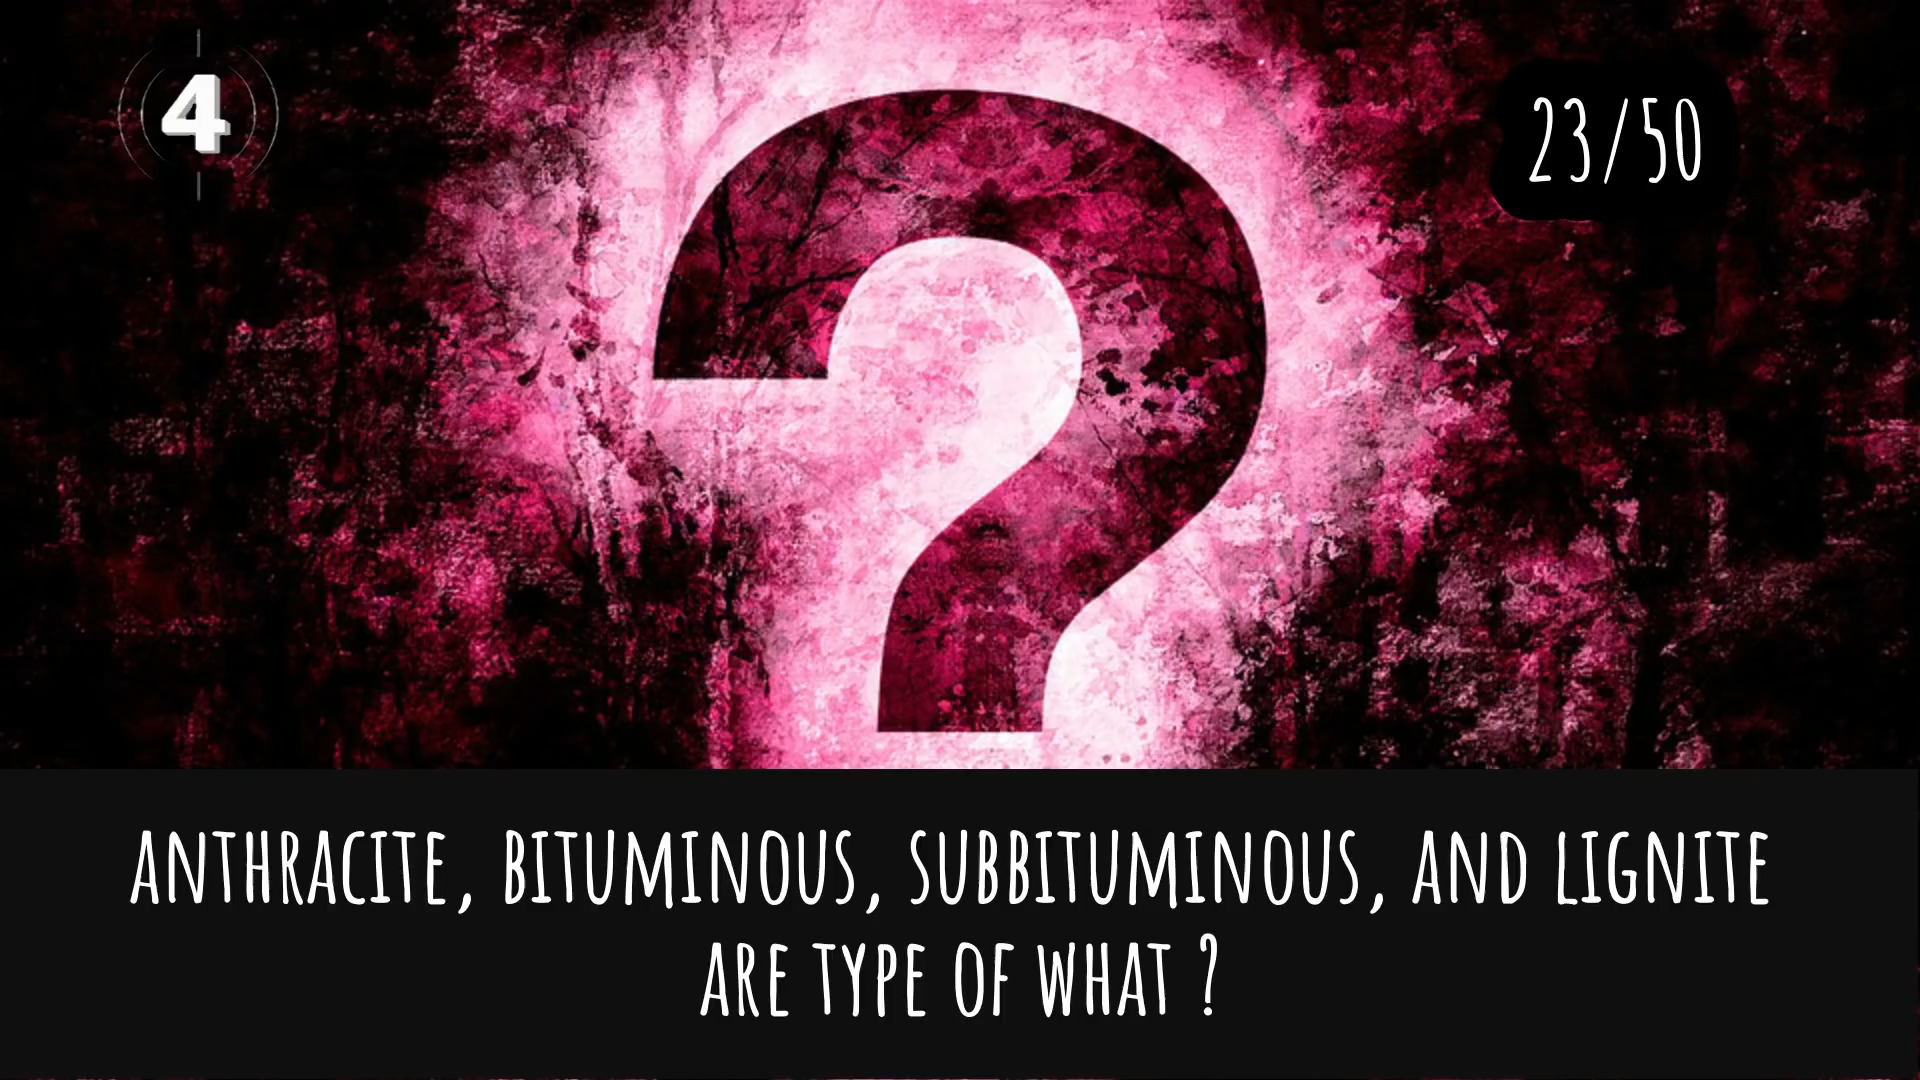 4
23/50
ANTHRACITE, BITUMINOUS, SUBBITUMINOUS, AND LIGNITE
ARE TYPE OF WHAT ?